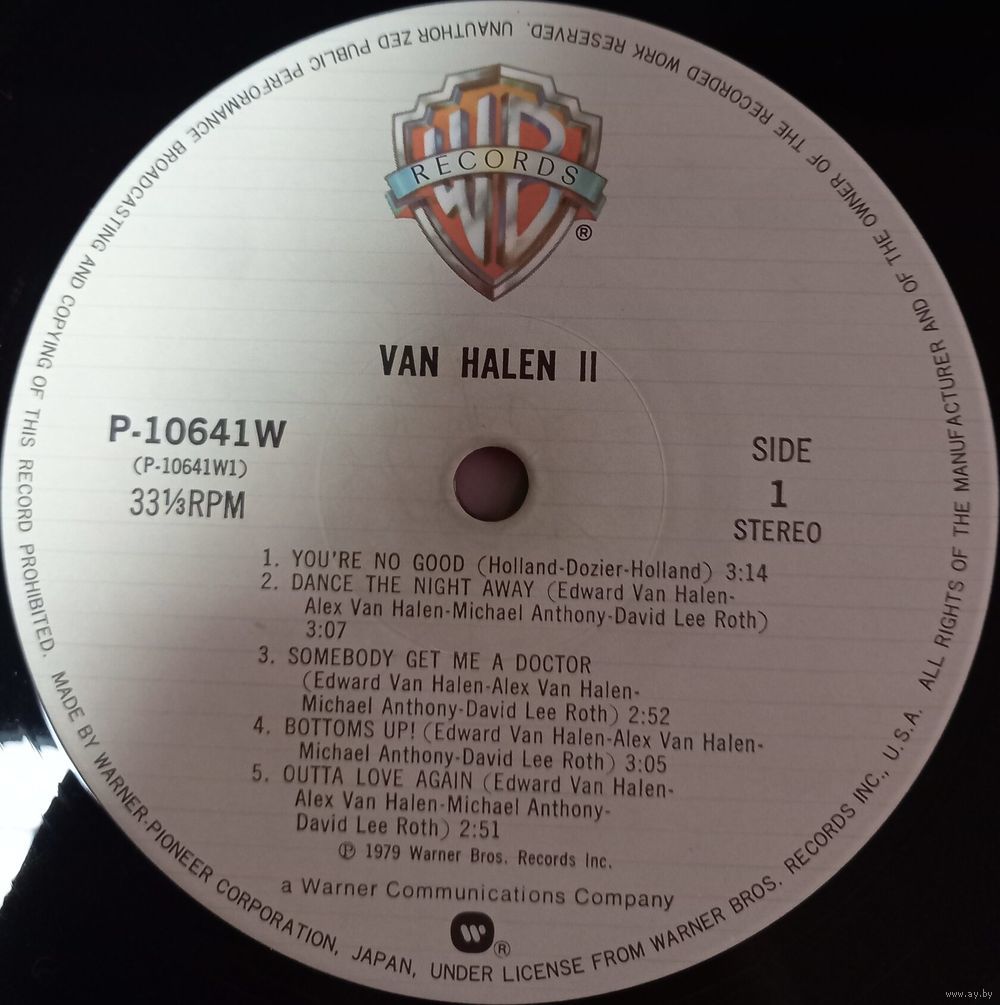 WB
RECORDS
®
VAN HALEN II
P-10641W
(P-10641W1)
33⅓RPM
SIDE
1
STEREO
1. YOU'RE NO GOOD (Holland-Dozier-Holland) 3:14
2. DANCE THE NIGHT AWAY (Edward Van Halen-
Alex Van Halen-Michael Anthony-David Lee Roth)
3:07
3. SOMEBODY GET ME A DOCTOR
(Edward Van Halen-Alex Van Halen-
Michael Anthony-David Lee Roth) 2:52
4. BOTTOMS UP! (Edward Van Halen-Alex Van Halen-
Michael Anthony-David Lee Roth) 3:05
5. OUTTA LOVE AGAIN (Edward Van Halen-
Alex Van Halen-Michael Anthony-
David Lee Roth) 2:51
℗ 1979 Warner Bros. Records Inc.
a Warner Communications Company
®
MADE BY WARNER-PIONEER CORPORATION, JAPAN, UNDER LICENSE FROM WARNER BROS. RECORDS INC., U.S.A. ALL RIGHTS OF THE MANUFACTURER AND OF THE OWNER OF THE RECORDED WORK RESERVED. UNAUTHOR ZED PUBLIC PERFORMANCE BROADCASTING AND COPYING OF THIS RECORD PROHIBITED.
www.ay.by